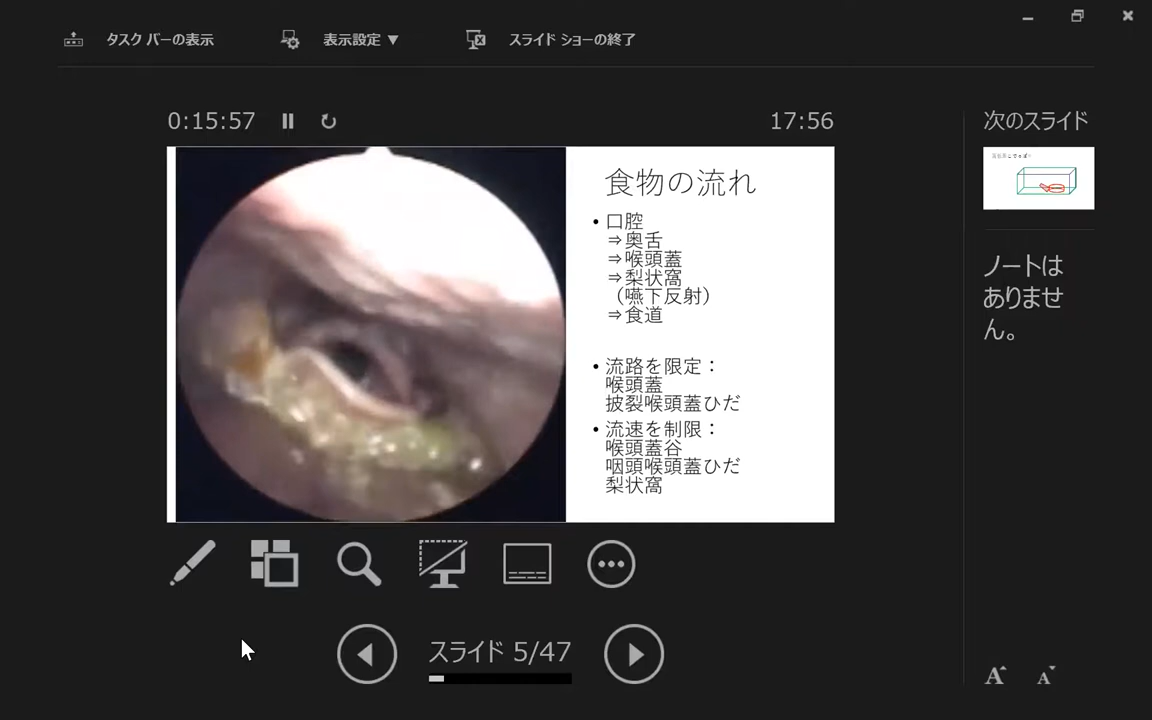 タスク バーの表示
表示設定 ▼
スライド ショーの終了
0:15:57
17:56
次のスライド
食物の流れ
• 口腔
⇒奥舌
⇒喉頭蓋
⇒梨状窩
（嚥下反射）
⇒食道
• 流路を限定：
喉頭蓋
披裂喉頭蓋ひだ
• 流速を制限：
喉頭蓋谷
咽頭喉頭蓋ひだ
梨状窩
ノートは
ありませ
ん。
スライド 5/47
A
A